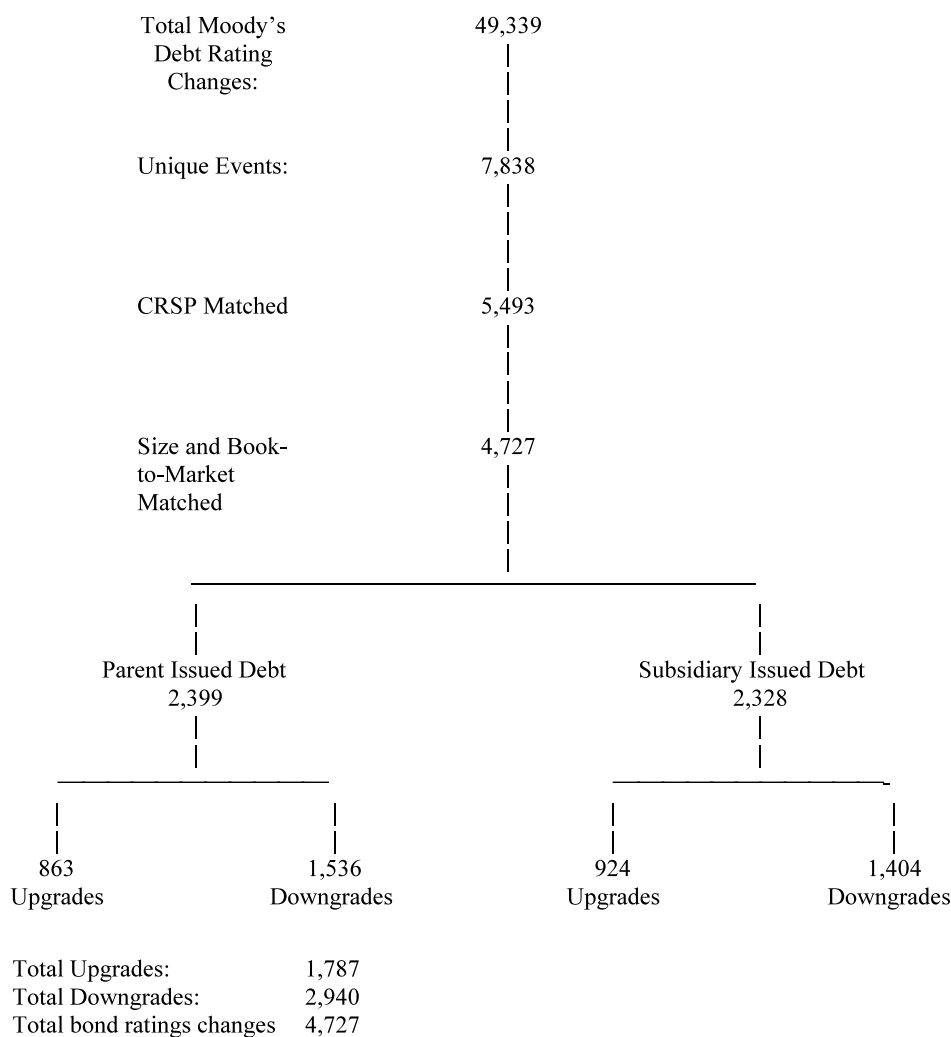 Total Moody's 49,339
Debt Rating
Changes:
Unique Events: 7,838
CRSP Matched 5,493
Size and Book- 4,727
to-Market
Matched
Parent Issued Debt Subsidiary Issued Debt
2,399 2,328
863 1,536 924 1,404
Upgrades Downgrades Upgrades Downgrades
Total Upgrades: 1,787
Total Downgrades: 2,940
Total bond ratings changes 4,727